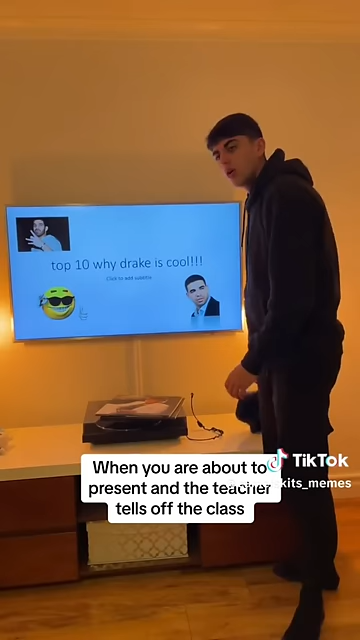 top 10 why drake is cool!!!
Click to add subtitle
When you are about to
present and the teacher
tells off the class
TikTok
kits_memes